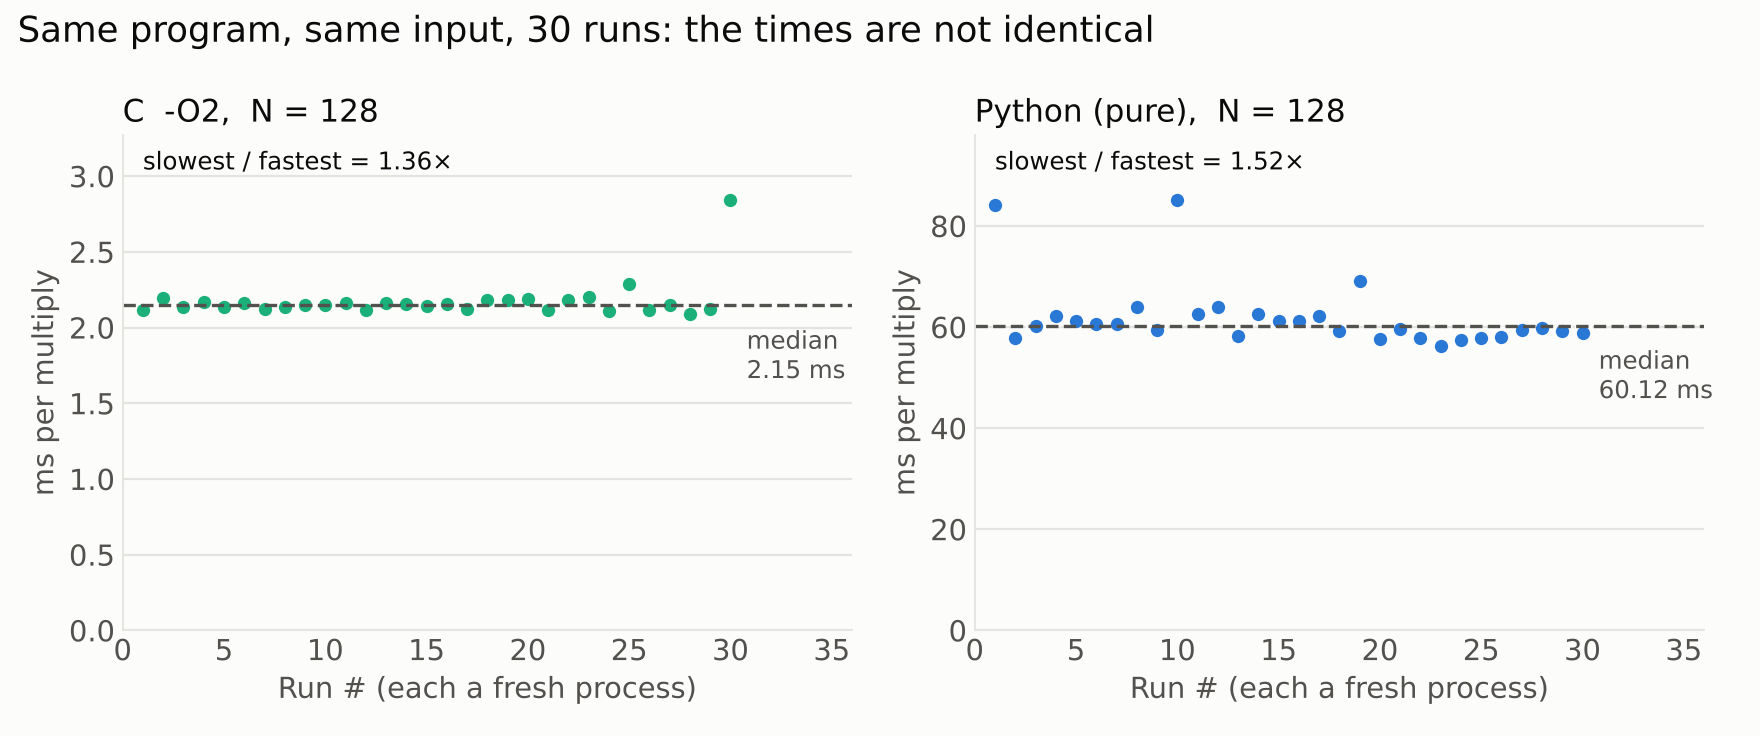 Same program, same input, 30 runs: the times are not identical
C  -O2,  N = 128
slowest / fastest = 1.36×
3.0
2.5
2.0
1.5
1.0
0.5
0.0
ms per multiply
median
2.15 ms
0 5 10 15 20 25 30 35
Run # (each a fresh process)
Python (pure),  N = 128
slowest / fastest = 1.52×
80
60
40
20
0
ms per multiply
median
60.12 ms
0 5 10 15 20 25 30 35
Run # (each a fresh process)